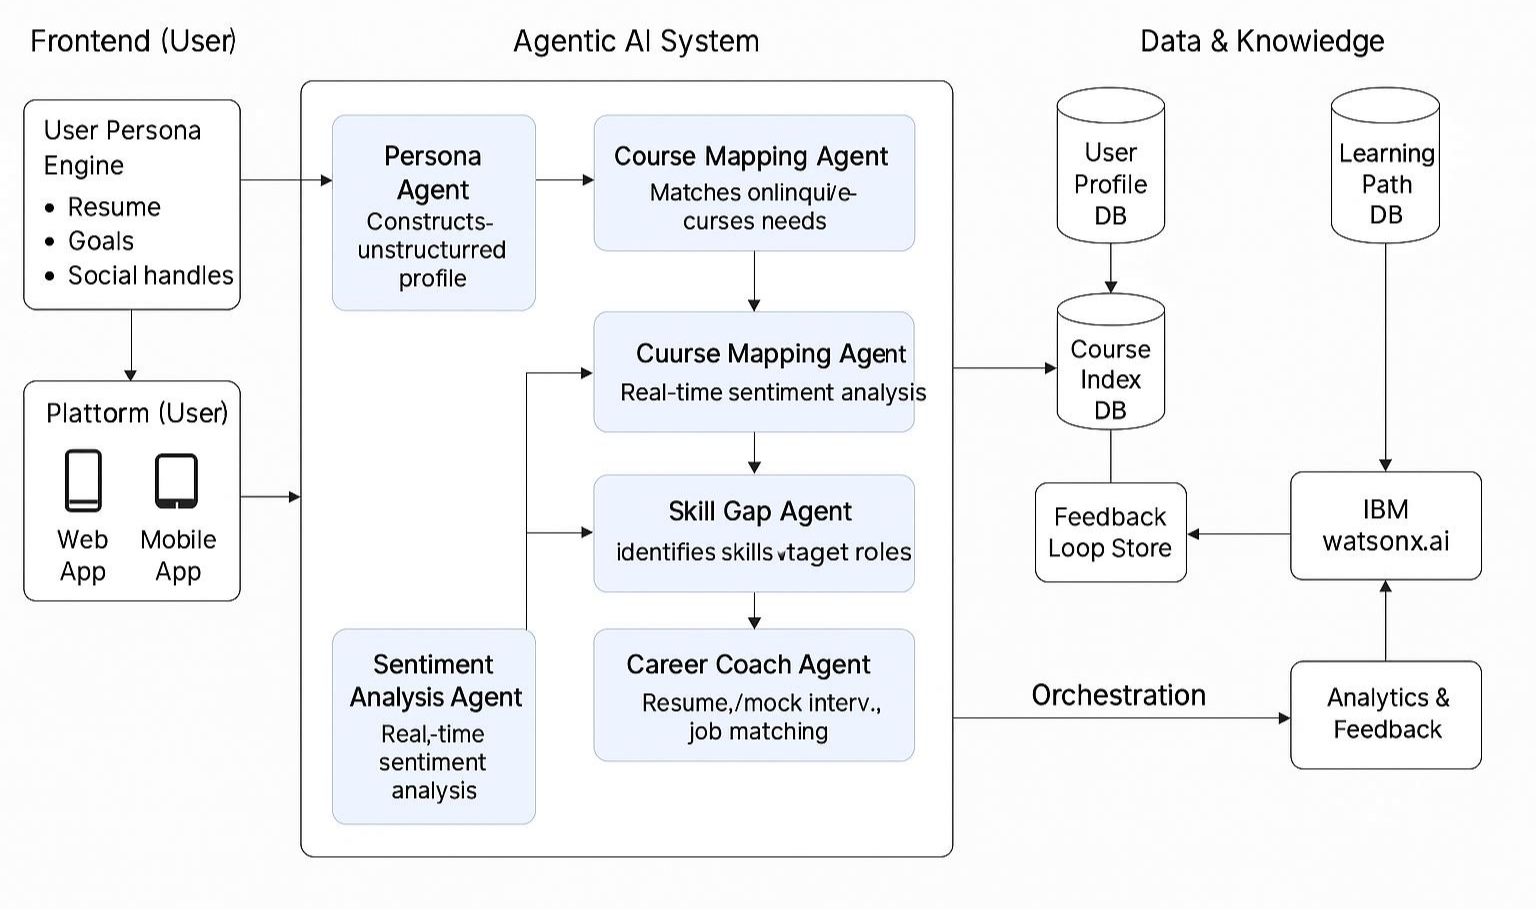 Frontend (User)
Agentic AI System
Data & Knowiedge
User Persona
Engine
• Resume
• Goals
• Social handles
Plattorm (User)
Web
App
Mobile
App
Persona
Agent
Constructs-
unstructurred
profile
Course Mapping Agent
Matches onlinqui/e-
curses needs
Cuurse Mapping Agent
Real-time sentiment analysis
Skill Gap Agent
identifies skills vtaget roles
Sentiment
Analysis Agent
Real,-time
sentiment
analysis
Career Coach Agent
Resume,/mock interv.,
job matching
User
Profile
DB
Learning
Path
DB
Course
Index
DB
Feedback
Loop Store
IBM
watsonx.ai
Orchestration
Analytics &
Feedback